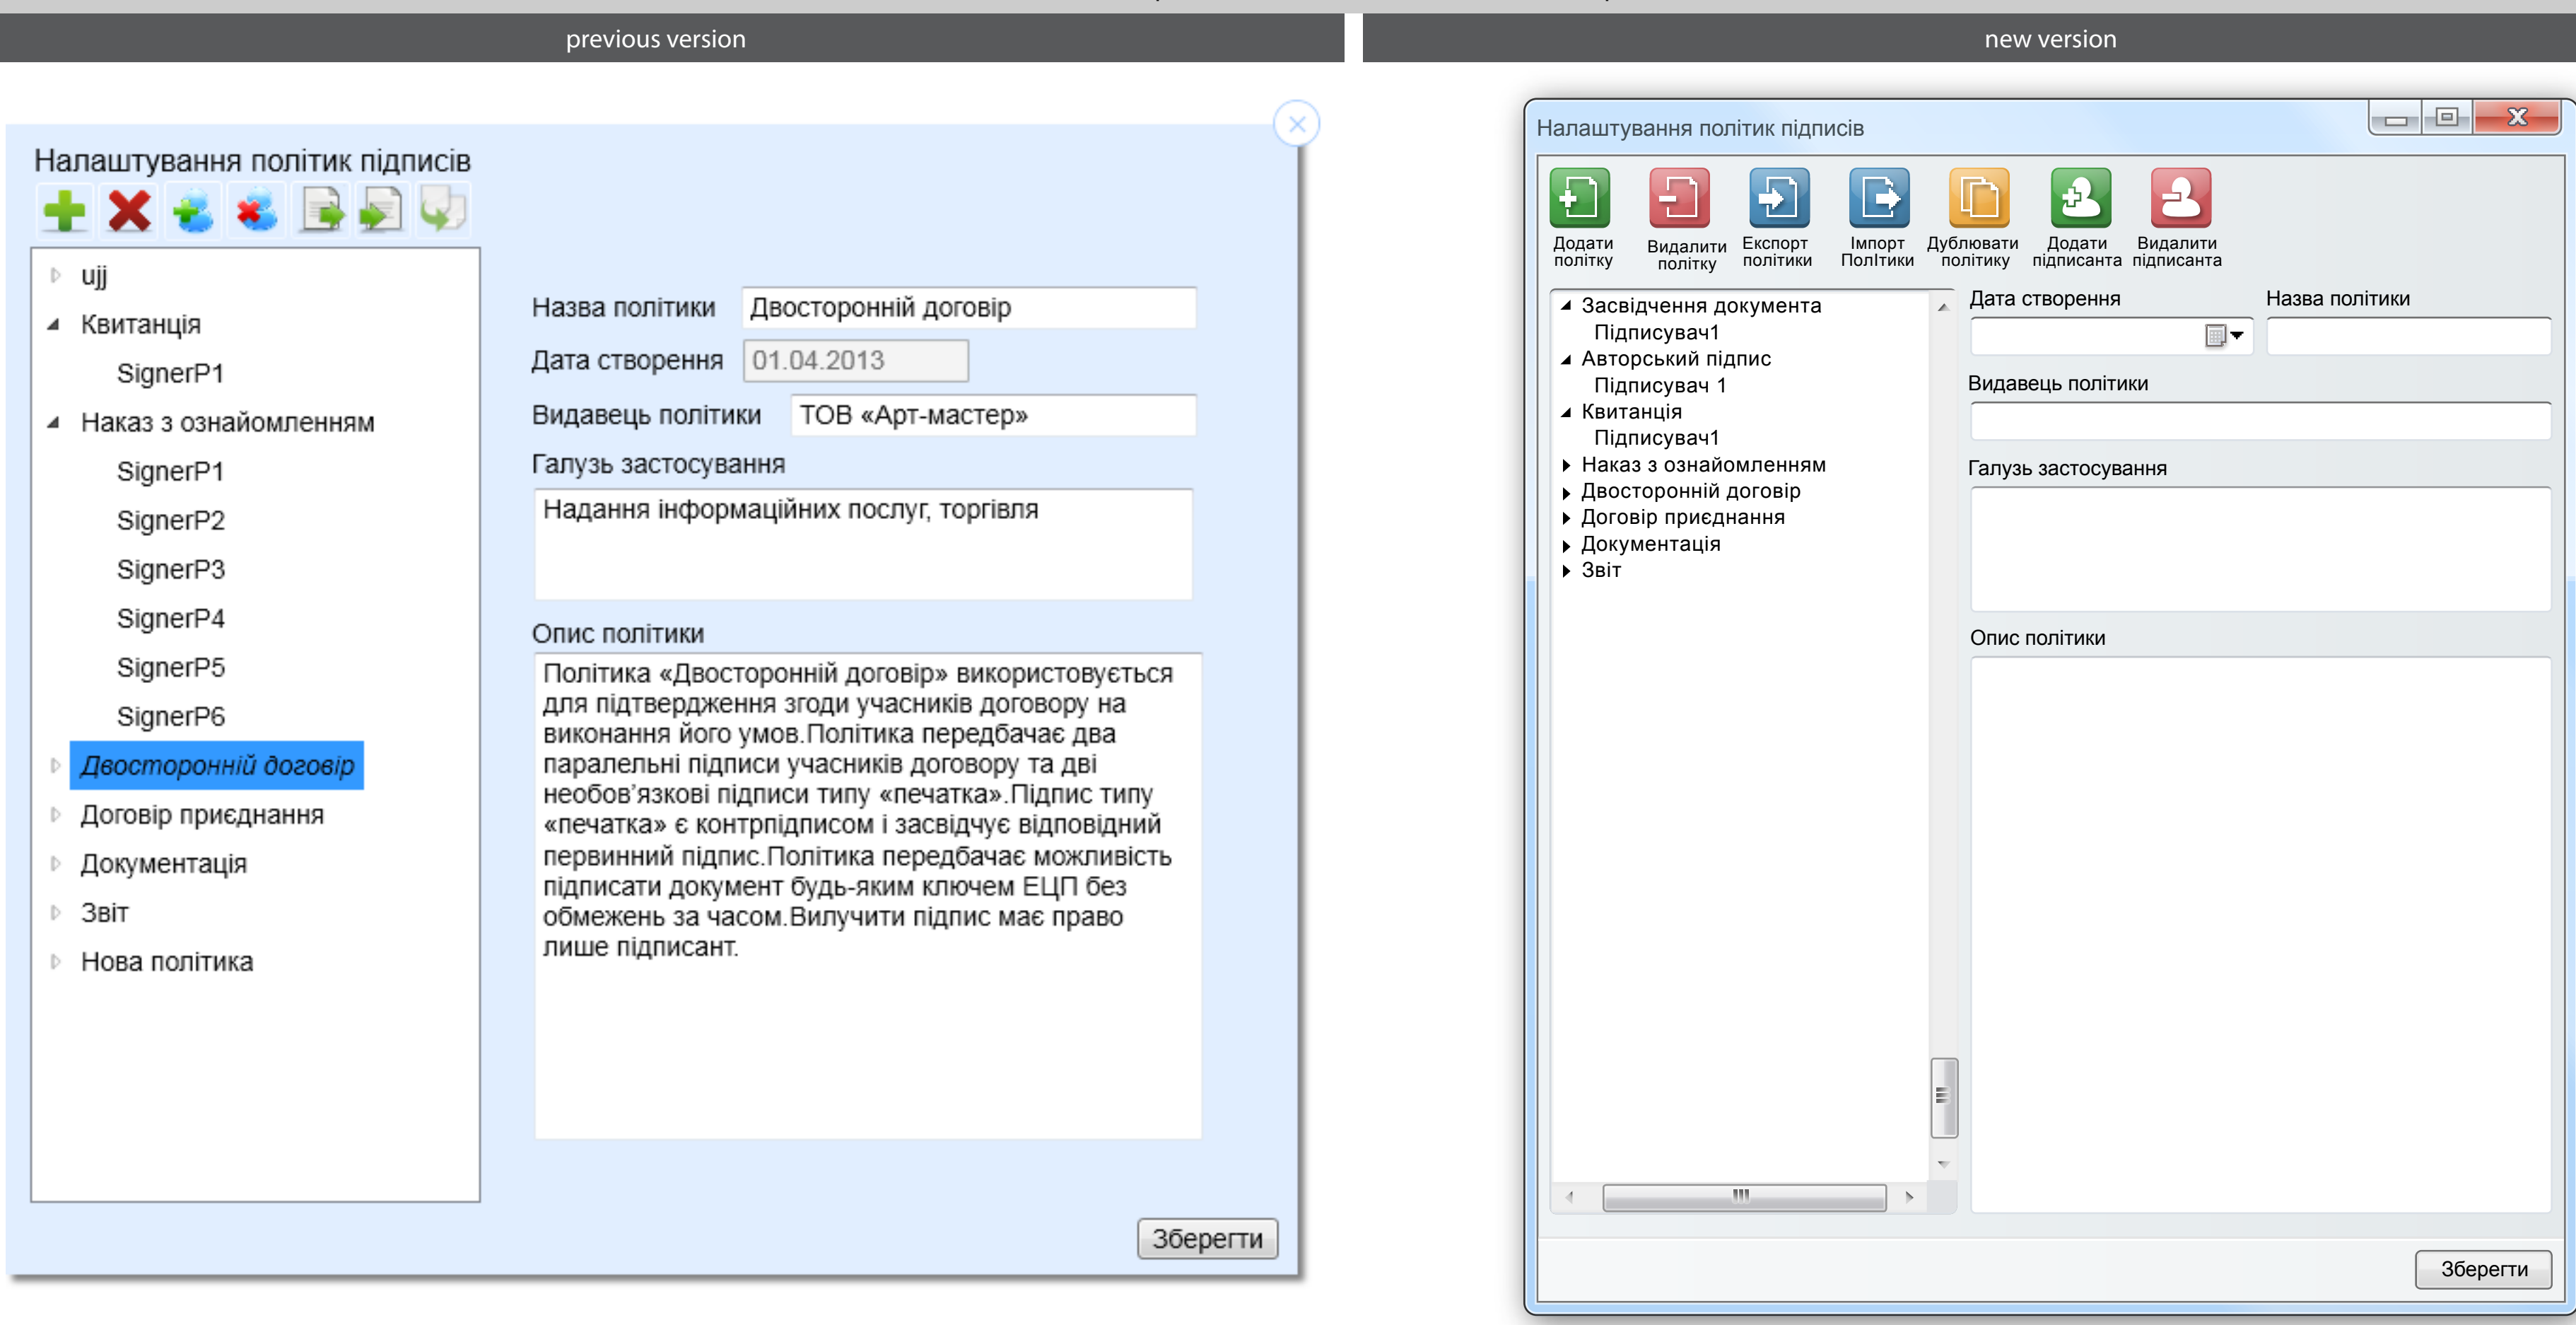 previous version
new version
Налаштування політик підписів
ujj
Квитанція
SignerP1
Наказ з ознайомленням
SignerP1
SignerP2
SignerP3
SignerP4
SignerP5
SignerP6
Двосторонній договір
Договір приєднання
Документація
Звіт
Нова політика
Назва політики
Двосторонній договір
Дата створення
01.04.2013
Видавець політики
ТОВ «Арт-мастер»
Галузь застосування
Надання інформаційних послуг, торгівля
Опис політики
Політика «Двосторонній договір» використовується
для підтвердження згоди учасників договору на
виконання його умов.Політика передбачає два
паралельні підписи учасників договору та дві
необов’язкові підписи типу «печатка».Підпис типу
«печатка» є контрпідписом і засвідчує відповідний
первинний підпис.Політика передбачає можливість
підписати документ будь-яким ключем ЕЦП без
обмежень за часом.Вилучити підпис має право
лише підписант.
Зберегти
Налаштування політик підписів
Додати
політку
Видалити
політку
Експорт
політики
Імпорт
ПолІтики
Дублювати
політику
Додати
підписанта
Видалити
підписанта
Засвідчення документа
Підписувач1
Авторський підпис
Підписувач 1
Квитанція
Підписувач1
Наказ з ознайомленням
Двосторонній договір
Договір приєднання
Документація
Звіт
Дата створення
Назва політики
Видавець політики
Галузь застосування
Опис політики
Зберегти